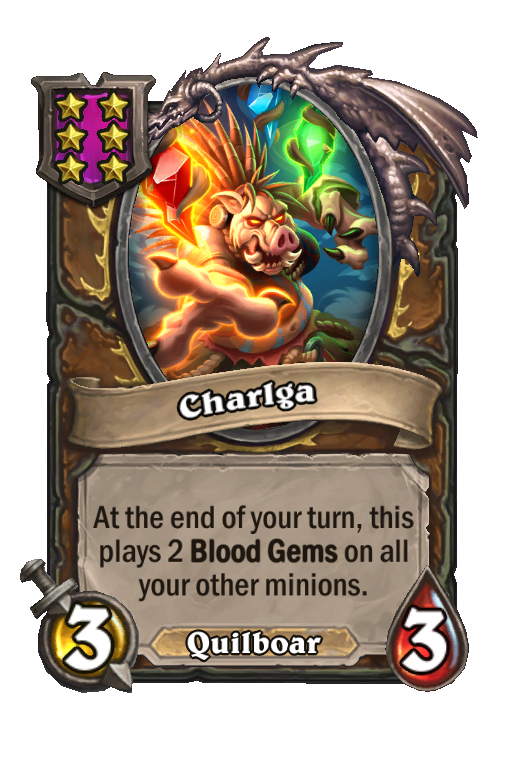 Charlga
At the end of your turn, this
plays 2 Blood Gems on all
your other minions.
3
Quilboar
3